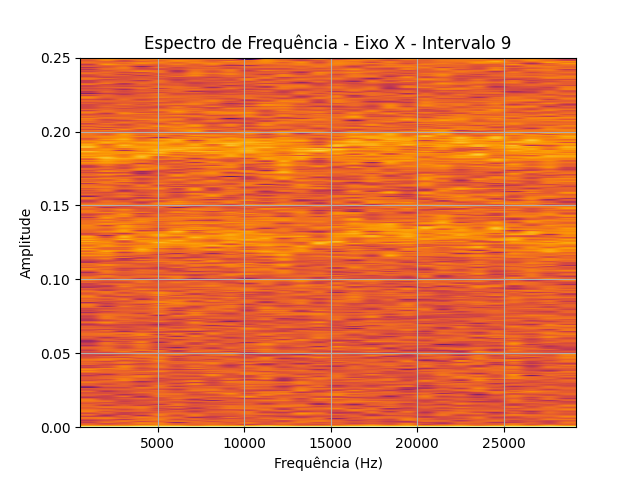 Espectro de Frequência - Eixo X - Intervalo 9
0.25
0.20
0.15
0.10
0.05
0.00
Amplitude
5000 10000 15000 20000 25000
Frequência (Hz)